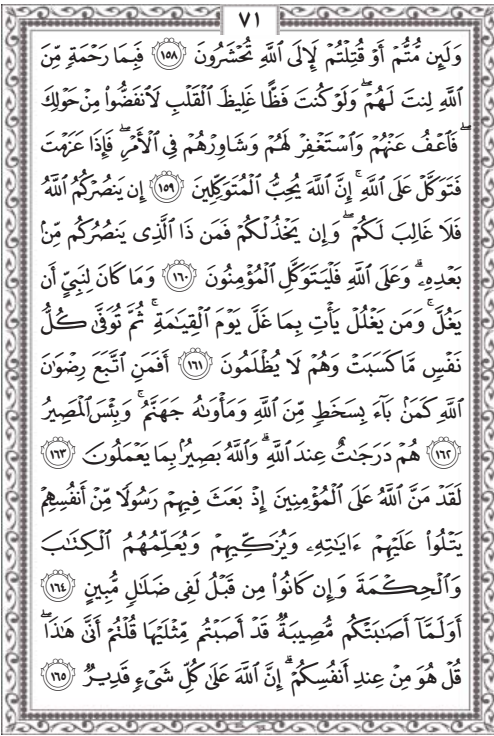 ٧١
وَلَئِن مُّتُّمْ أَوْ قُتِلْتُمْ لَإِلَى ٱللَّهِ تُحْشَرُونَ ١٥٨ فَبِمَا رَحْمَةٍ مِّنَ
ٱللَّهِ لِنتَ لَهُمْ ۖ وَلَوْ كُنتَ فَظًّا غَلِيظَ ٱلْقَلْبِ لَٱنفَضُّوا۟ مِنْ حَوْلِكَ
ۖ فَٱعْفُ عَنْهُمْ وَٱسْتَغْفِرْ لَهُمْ وَشَاوِرْهُمْ فِى ٱلْأَمْرِ ۖ فَإِذَا عَزَمْتَ
فَتَوَكَّلْ عَلَى ٱللَّهِ ۚ إِنَّ ٱللَّهَ يُحِبُّ ٱلْمُتَوَكِّلِينَ ١٥٩ إِن يَنصُرْكُمُ ٱللَّهُ
فَلَا غَالِبَ لَكُمْ ۖ وَإِن يَخْذُلْكُمْ فَمَن ذَا ٱلَّذِى يَنصُرُكُم مِّنۢ
بَعْدِهِۦ ۗ وَعَلَى ٱللَّهِ فَلْيَتَوَكَّلِ ٱلْمُؤْمِنُونَ ١٦٠ وَمَا كَانَ لِنَبِىٍّ أَن
يَغُلَّ ۚ وَمَن يَغْلُلْ يَأْتِ بِمَا غَلَّ يَوْمَ ٱلْقِيَـٰمَةِ ۚ ثُمَّ تُوَفَّىٰ كُلُّ
نَفْسٍ مَّا كَسَبَتْ وَهُمْ لَا يُظْلَمُونَ ١٦١ أَفَمَنِ ٱتَّبَعَ رِضْوَٰنَ
ٱللَّهِ كَمَنۢ بَآءَ بِسَخَطٍ مِّنَ ٱللَّهِ وَمَأْوَىٰهُ جَهَنَّمُ ۚ وَبِئْسَ ٱلْمَصِيرُ
١٦٢ هُمْ دَرَجَـٰتٌ عِندَ ٱللَّهِ ۗ وَٱللَّهُ بَصِيرٌۢ بِمَا يَعْمَلُونَ ١٦٣
لَقَدْ مَنَّ ٱللَّهُ عَلَى ٱلْمُؤْمِنِينَ إِذْ بَعَثَ فِيهِمْ رَسُولًا مِّنْ أَنفُسِهِمْ
يَتْلُوا۟ عَلَيْهِمْ ءَايَـٰتِهِۦ وَيُزَكِّيهِمْ وَيُعَلِّمُهُمُ ٱلْكِتَـٰبَ
وَٱلْحِكْمَةَ وَإِن كَانُوا۟ مِن قَبْلُ لَفِى ضَلَـٰلٍ مُّبِينٍ ١٦٤
أَوَلَمَّآ أَصَـٰبَتْكُم مُّصِيبَةٌ قَدْ أَصَبْتُم مِّثْلَيْهَا قُلْتُمْ أَنَّىٰ هَـٰذَا ۖ
قُلْ هُوَ مِنْ عِندِ أَنفُسِكُمْ ۗ إِنَّ ٱللَّهَ عَلَىٰ كُلِّ شَىْءٍ قَدِيرٌ ١٦٥